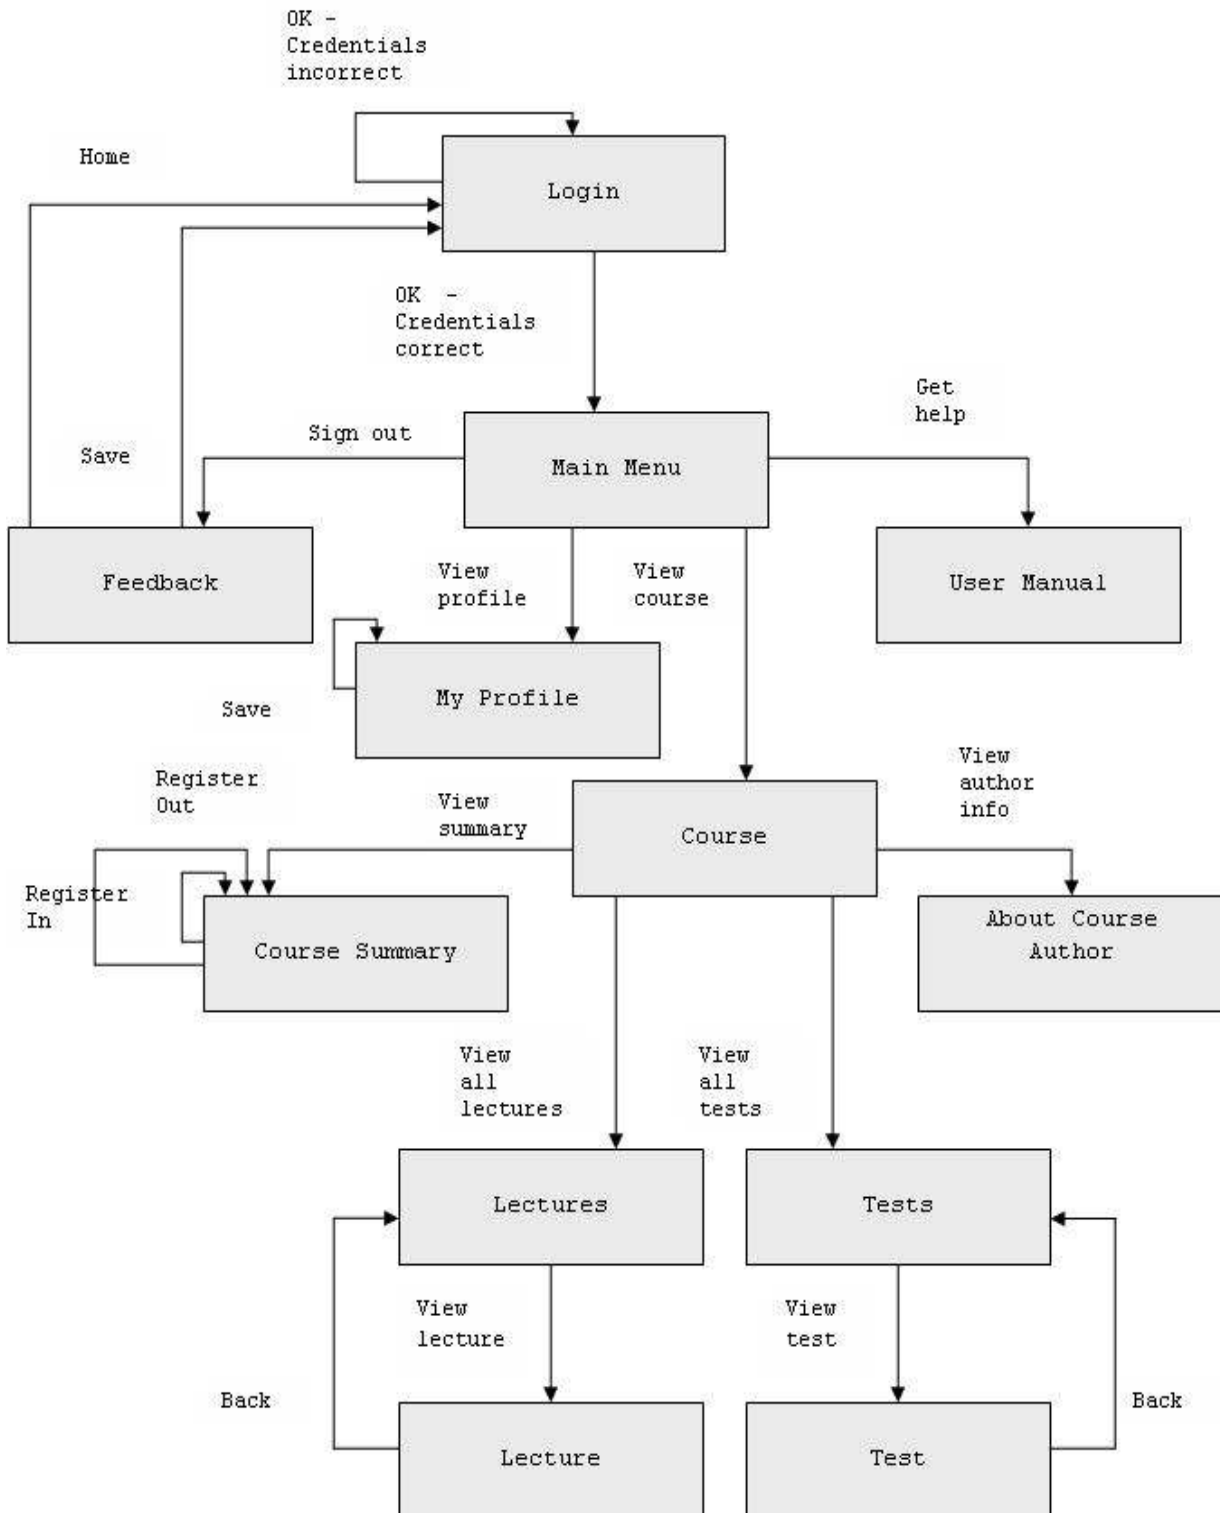 OK -
Credentials
incorrect
Home
Login
OK -
Credentials
correct
Get
help
Sign out
Save
Main Menu
Feedback
View
profile
View
course
User Manual
Save
My Profile
Register
Out
View
summary
View
author
info
Course
Register
In
Course Summary
About Course
Author
View
all
lectures
View
all
tests
Lectures
Tests
View
lecture
View
test
Back
Back
Lecture
Test